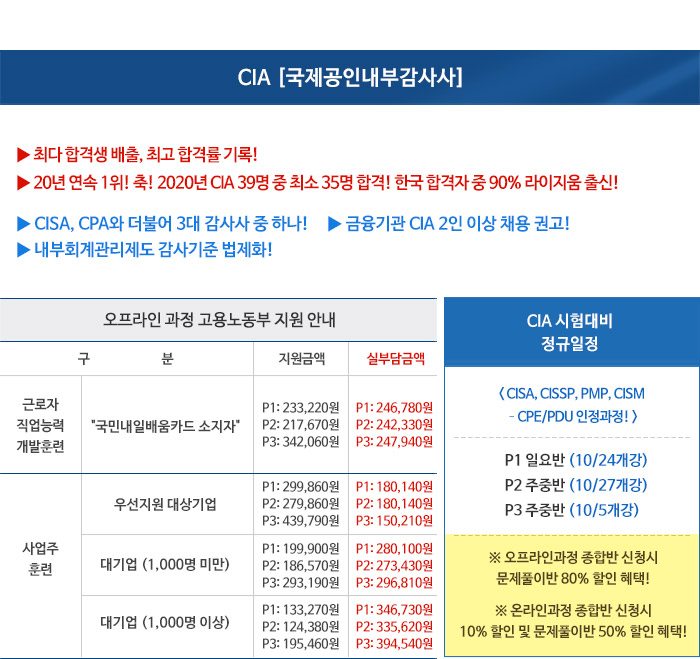 CIA [국제공인내부감사사]
▶ 최다 합격생 배출, 최고 합격률 기록!
▶ 20년 연속 1위! 축! 2020년 CIA 39명 중 최소 35명 합격! 한국 합격자 중 90% 라이지움 출신!
▶ CISA, CPA와 더불어 3대 감사사 중 하나! ▶ 금융기관 CIA 2인 이상 채용 권고!
▶ 내부회계관리제도 감사기준 법제화!
오프라인 과정 고용노동부 지원 안내
구 분 지원금액 실부담금액
근로자
직업능력
개발훈련
"국민내일배움카드 소지자"
P1: 233,220원 P1: 246,780원
P2: 217,670원 P2: 242,330원
P3: 342,060원 P3: 247,940원
사업주
훈련
우선지원 대상기업
P1: 299,860원 P1: 180,140원
P2: 279,860원 P2: 180,140원
P3: 439,790원 P3: 150,210원
대기업 (1,000명 미만)
P1: 199,900원 P1: 280,100원
P2: 186,570원 P2: 273,430원
P3: 293,190원 P3: 296,810원
대기업 (1,000명 이상)
P1: 133,270원 P1: 346,730원
P2: 124,380원 P2: 335,620원
P3: 195,460원 P3: 394,540원
CIA 시험대비
정규일정
< CISA, CISSP, PMP, CISM
- CPE/PDU 인정과정! >
P1 일요반 (10/24개강)
P2 주중반 (10/27개강)
P3 주중반 (10/5개강)
※ 오프라인과정 종합반 신청시
문제풀이반 80% 할인 혜택!
※ 온라인과정 종합반 신청시
10% 할인 및 문제풀이반 50% 할인 혜택!